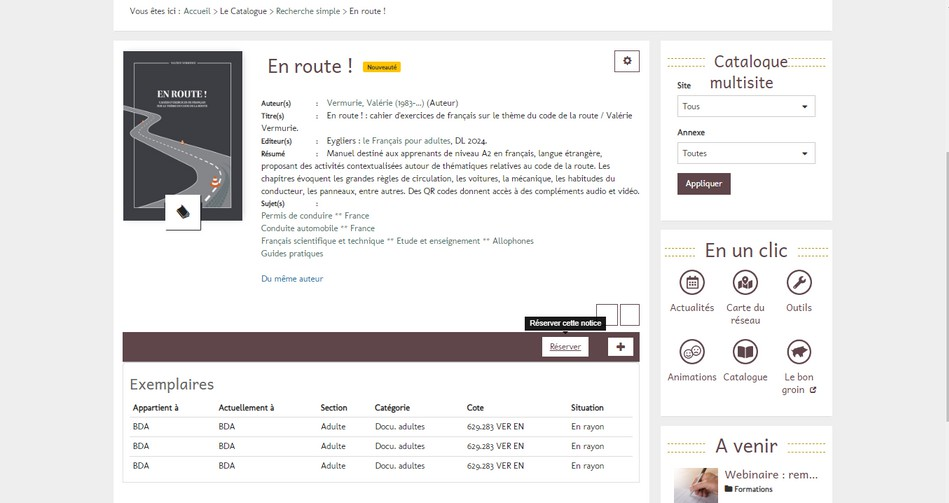 Vous êtes ici : Accueil > Le Catalogue > Recherche simple > En route !
EN ROUTE !
En route ! Nouveauté
Auteur(s) : Vermurie, Valérie (1983-...) (Auteur)
Titre(s) : En route ! : cahier d'exercices de français sur le thème du code de la route / Valérie
Vermurie.
Editeur(s) : Eygliers : le Français pour adultes, DL 2024.
Résumé : Manuel destiné aux apprenants de niveau A2 en français, langue étrangère,
proposant des activités contextualisées autour de thématiques relatives au code de la route. Les
chapitres évoquent les grandes règles de circulation, les voitures, la mécanique, les habitudes du
conducteur, les panneaux, entre autres. Des QR codes donnent accès à des compléments audio et vidéo.
Sujet(s) :
Permis de conduire ** France
Conduite automobile ** France
Français scientifique et technique ** Etude et enseignement ** Allophones
Guides pratiques
Du même auteur
Réserver cette notice
Réserver
Exemplaires
Appartient à Actuellement à Section Catégorie Cote Situation
BDA BDA Adulte Docu. adultes 629.283 VER EN En rayon
BDA BDA Adulte Docu. adultes 629.283 VER EN En rayon
BDA BDA Adulte Docu. adultes 629.283 VER EN En rayon
Catalogue
multisite
Site
Tous
Annexe
Toutes
Appliquer
En un clic
Actualités Carte du Outils
réseau
Animations Catalogue Le bon
groin
A venir
Webinaire : rem...
Formations